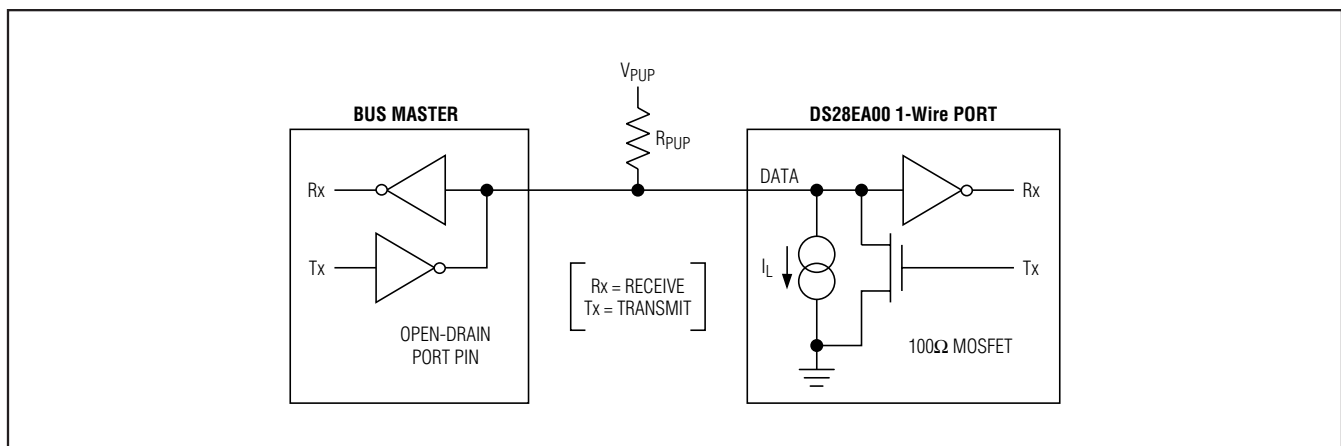 V_PUP
BUS MASTER
DS28EA00 1-Wire PORT
R_PUP
DATA
Rx
Rx
Tx
I_L
Tx
Rx = RECEIVE
Tx = TRANSMIT
OPEN-DRAIN
PORT PIN
100Ω MOSFET